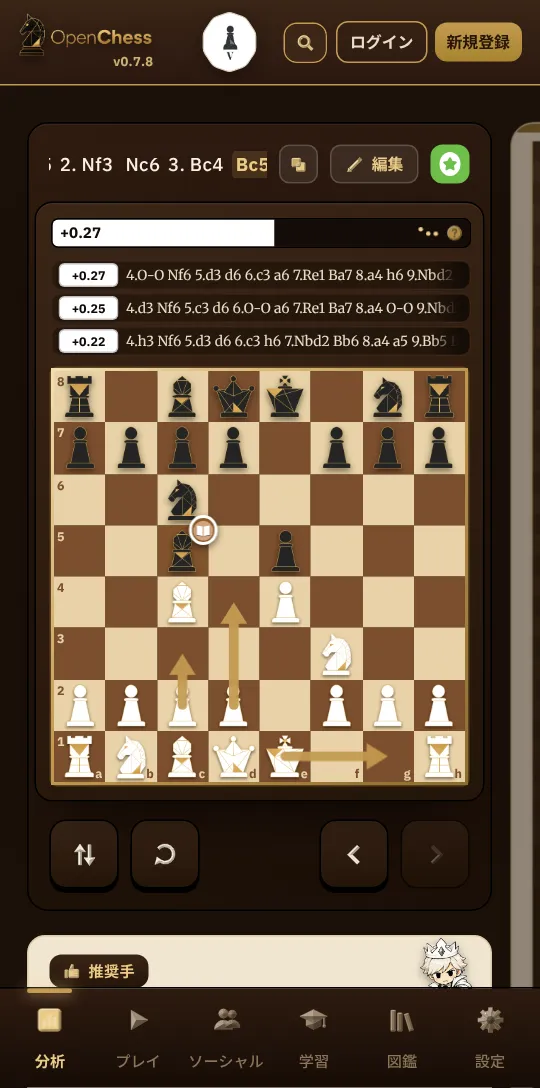 OpenChess
v0.7.8
V
ログイン
新規登録
2. Nf3 Nc6 3. Bc4 Bc5
編集
+0.27
?
+0.27 4.O-O Nf6 5.d3 d6 6.c3 a6 7.Re1 Ba7 8.a4 h6 9.Nbd2
+0.25 4.d3 Nf6 5.c3 d6 6.O-O a6 7.Re1 Ba7 8.a4 O-O 9.Nbd
+0.22 4.h3 Nf6 5.d3 d6 6.c3 h6 7.Nbd2 Bb6 8.a4 a5 9.Bb5
8
7
6
5
4
3
2
1
a b c d e f g h
推奨手
分析 プレイ ソーシャル 学習 図鑑 設定